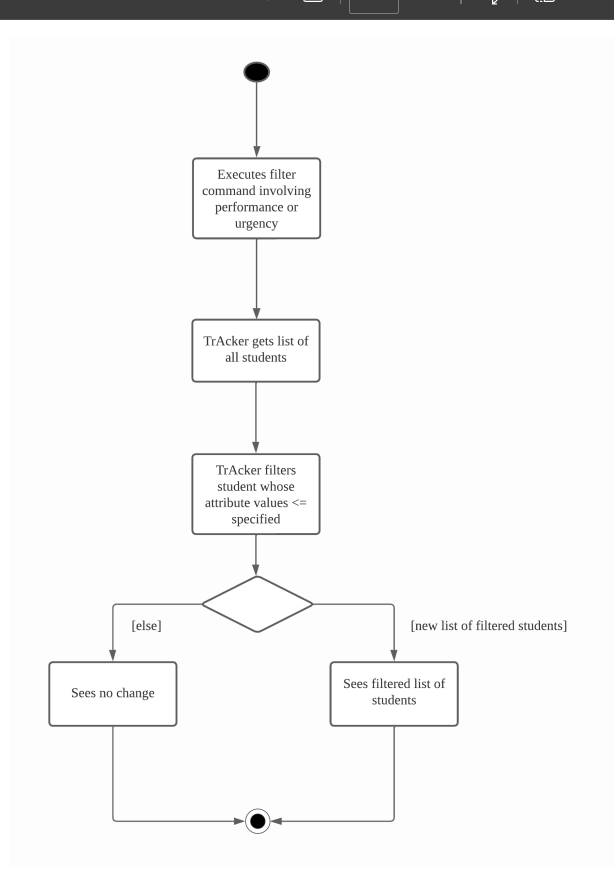 Executes filter
command involving
performance or
urgency
TrAcker gets list of
all students
TrAcker filters
student whose
attribute values <=
specified
[else]
[new list of filtered students]
Sees no change
Sees filtered list of
students